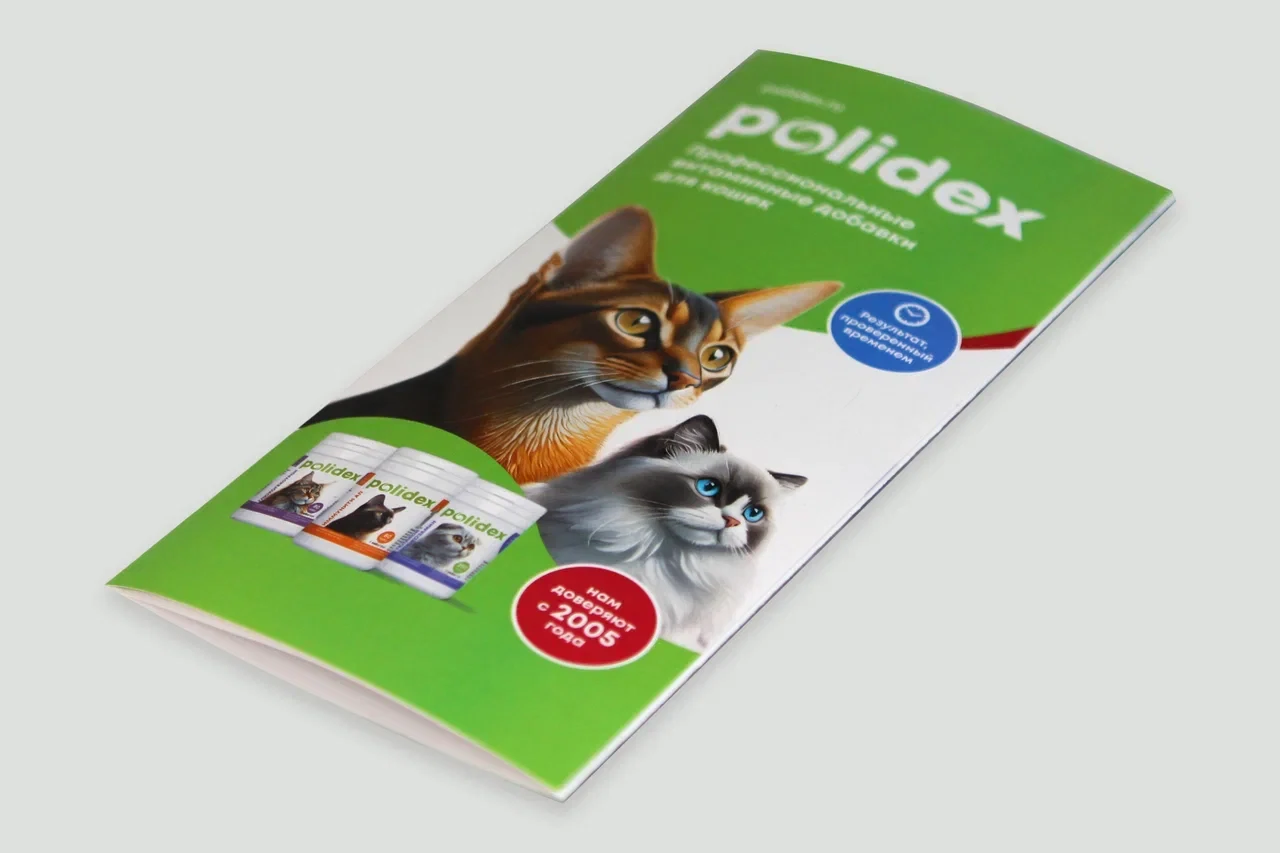 polidex.ru
polidex
Профессиональные
витаминные добавки
для кошек
Результат,
проверенный
временем
polidex
polidex
polidex
нам
доверяют
с 2005
года